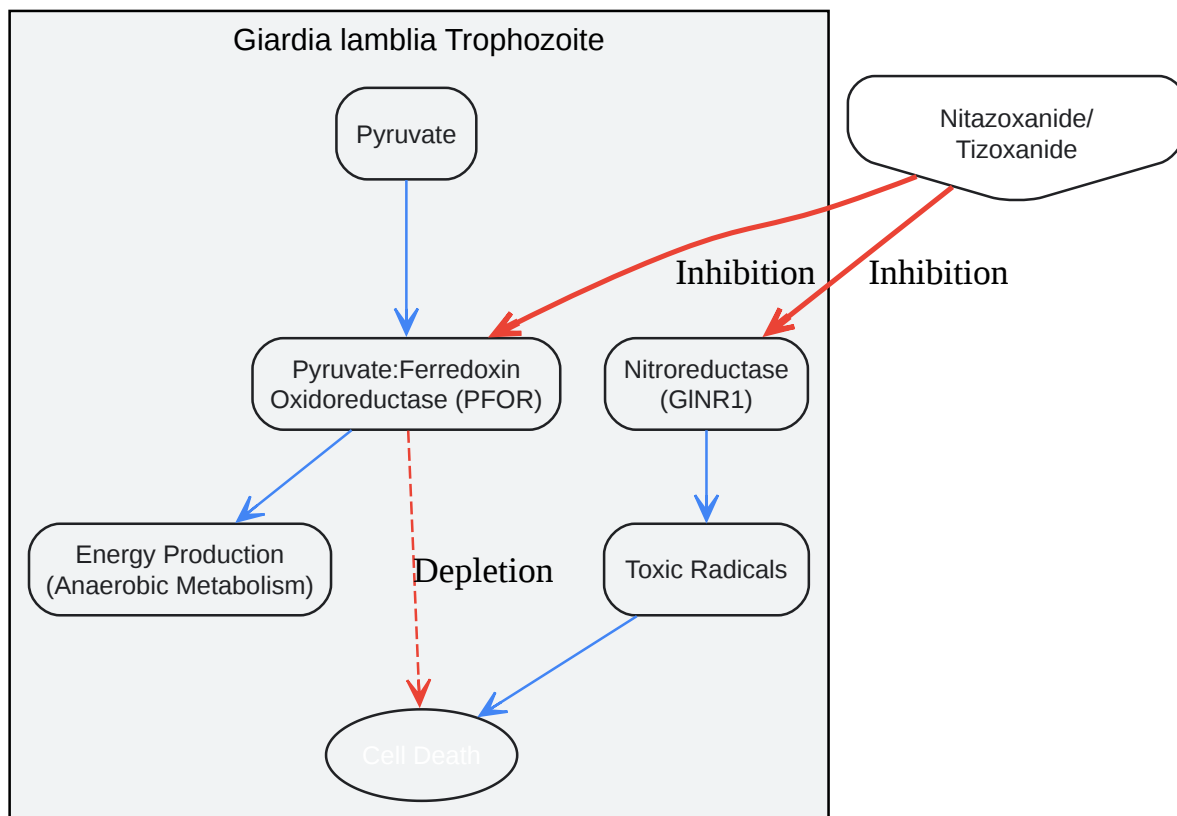 Giardia lamblia Trophozoite
Pyruvate
Nitazoxanide/
Tizoxanide
Inhibition
Inhibition
Pyruvate:Ferredoxin
Oxidoreductase (PFOR)
Nitroreductase
(GlNR1)
Energy Production
(Anaerobic Metabolism)
Depletion
Toxic Radicals
Cell Death